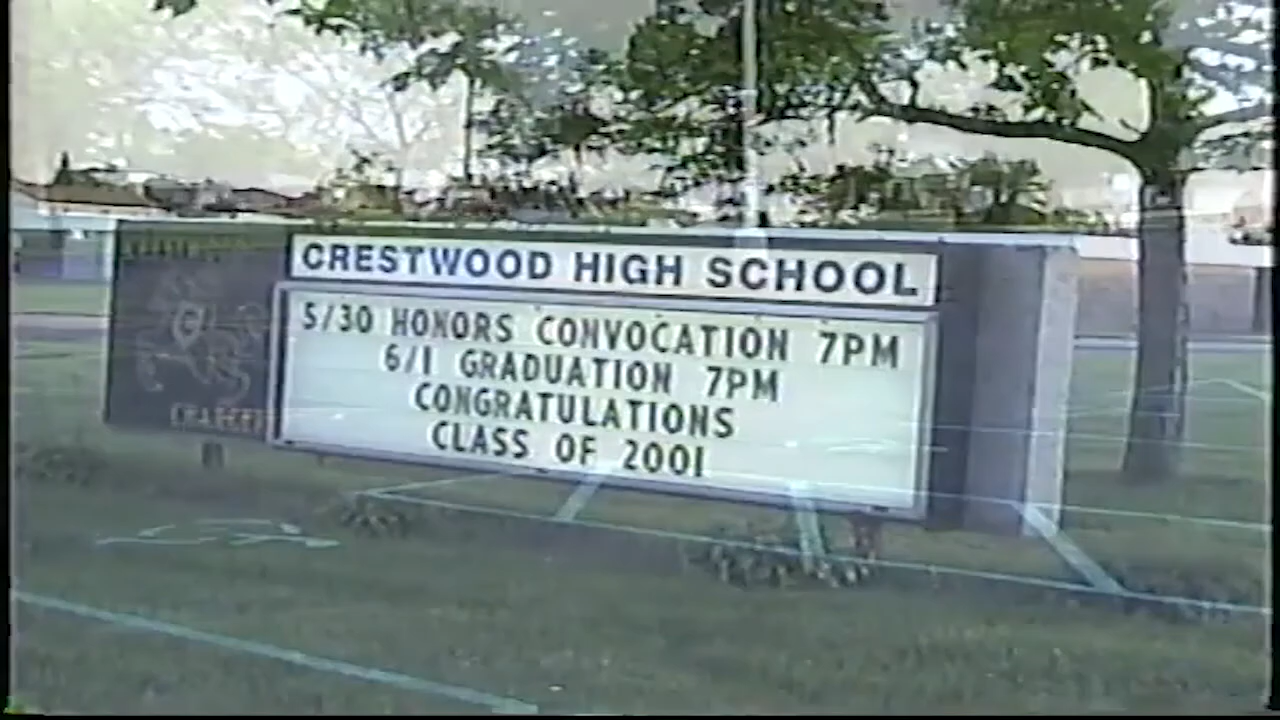 CRESTWOOD HIGH SCHOOL
5/30 HONORS CONVOCATION 7PM
6/1 GRADUATION 7PM
CONGRATULATIONS
CLASS OF 2001